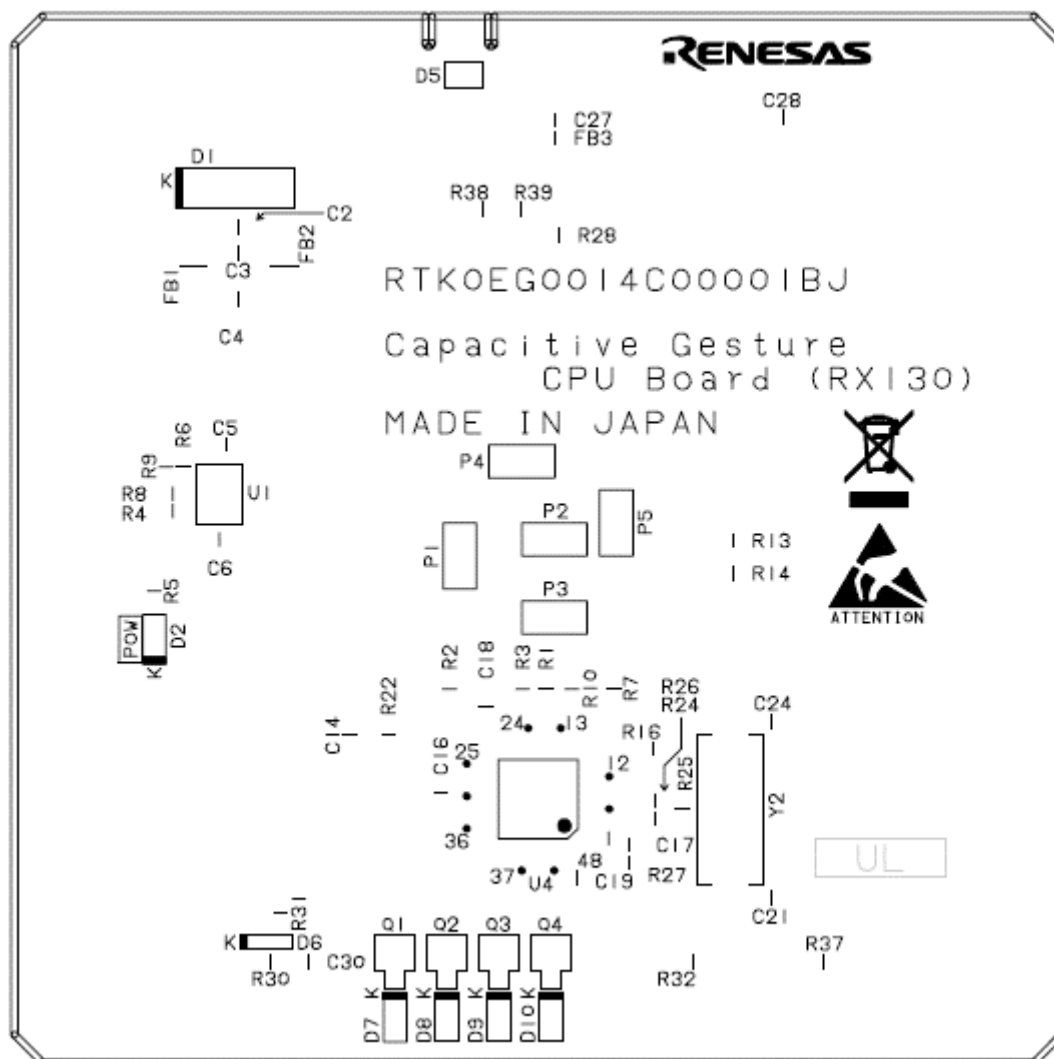 RENESAS
D5
C28
C27
FB3
D1
K
R38 R39
C2
R28
FB2
FB1
C3
RTK0EG0014C00001BJ
C4
Capacitive Gesture
CPU Board (RX130)
MADE IN JAPAN
R6
C5
P4
R9
R8
U1
R4
P2
P5
P1
R13
C6
R14
R5
P3
ATTENTION
POW
D2
K
R2
C18
R3
R1
R10
R7
R26
R24
C24
R22
C14
24 13
R16
25
C16
12
R25
Y2
36
1
C17
48
37
U4
C19
R27
UL
C21
R31
K
D6
Q1 Q2 Q3 Q4
R37
C30
R30
R32
K K K K
D7 D8 D9 D10